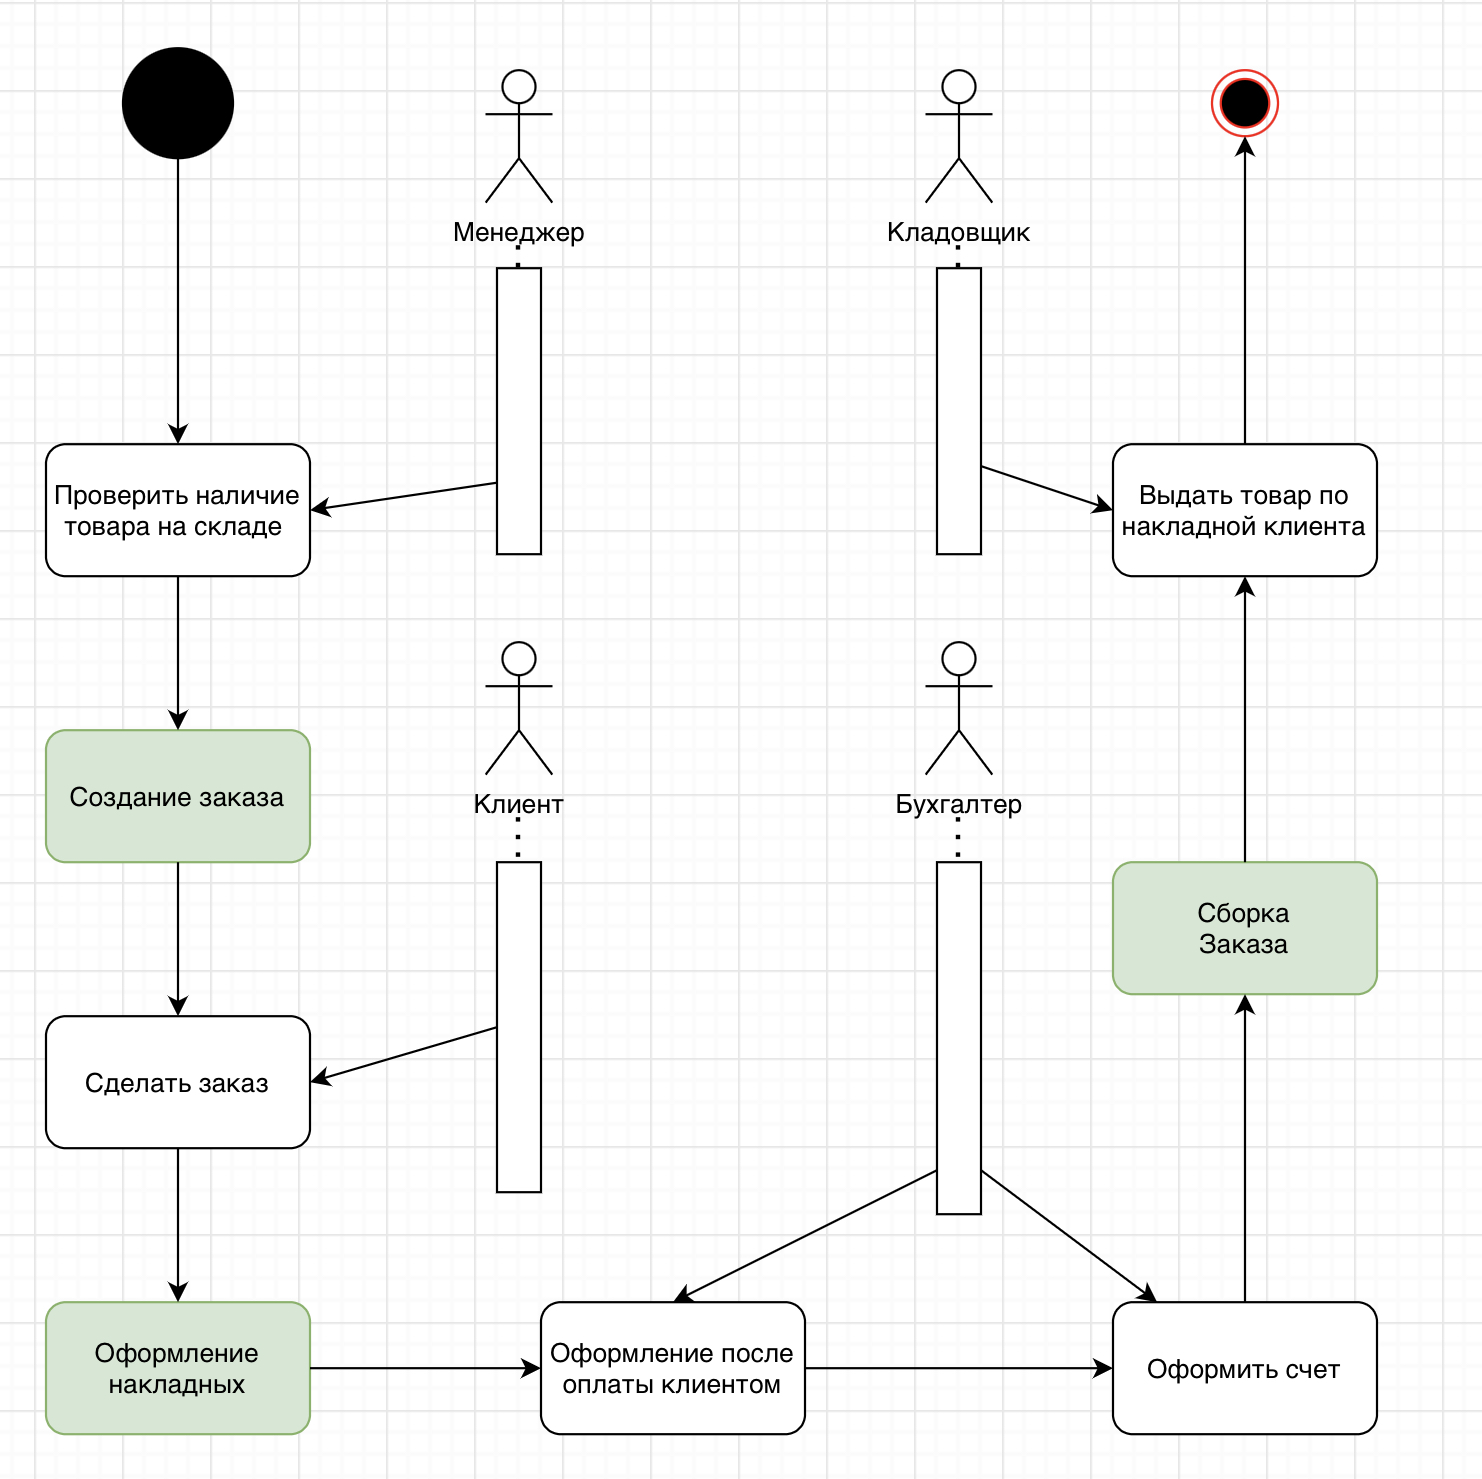 Менеджер
Кладовщик
Проверить наличие
товара на складе
Выдать товар по
накладной клиента
Создание заказа
Клиент
Бухгалтер
Сборка
Заказа
Сделать заказ
Оформление
накладных
Оформление после
оплаты клиентом
Оформить счет